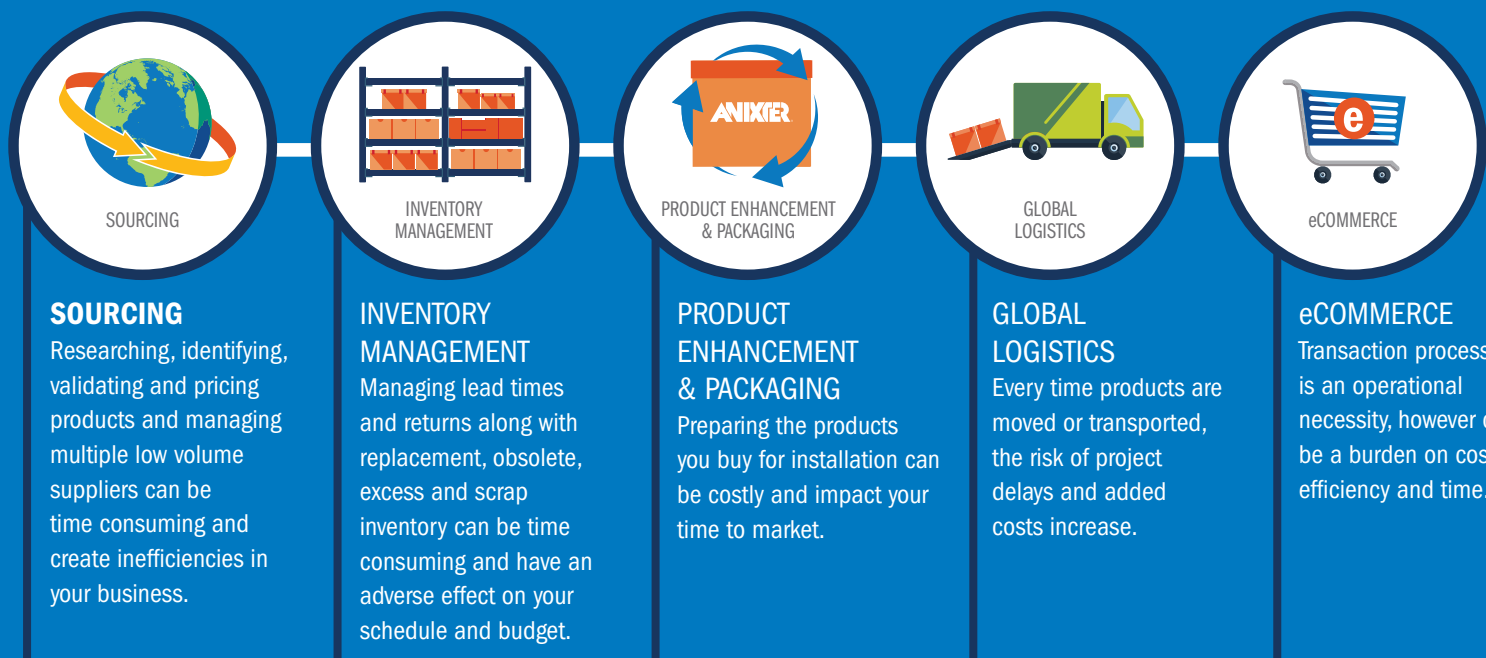 ANIXTER
e
SOURCING
INVENTORY
MANAGEMENT
PRODUCT ENHANCEMENT
& PACKAGING
GLOBAL
LOGISTICS
eCOMMERCE
SOURCING
Researching, identifying,
validating and pricing
products and managing
multiple low volume
suppliers can be
time consuming and
create inefficiencies in
your business.
INVENTORY
MANAGEMENT
Managing lead times
and returns along with
replacement, obsolete,
excess and scrap
inventory can be time
consuming and have an
adverse effect on your
schedule and budget.
PRODUCT
ENHANCEMENT
& PACKAGING
Preparing the products
you buy for installation can
be costly and impact your
time to market.
GLOBAL
LOGISTICS
Every time products are
moved or transported,
the risk of project
delays and added
costs increase.
eCOMMERCE
Transaction process
is an operational
necessity, however
be a burden on cos
efficiency and time.